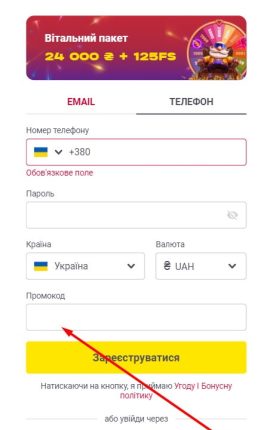 Вітальний пакет
24 000 ₴ + 125FS
EMAIL
ТЕЛЕФОН
Номер телефону
+380
Обов'язкове поле
Пароль
Країна Валюта
Україна ₴ UAH
Промокод
Зареєструватися
Натискаючи на кнопку, я приймаю Угоду І Бонусну
політику
або увійди через